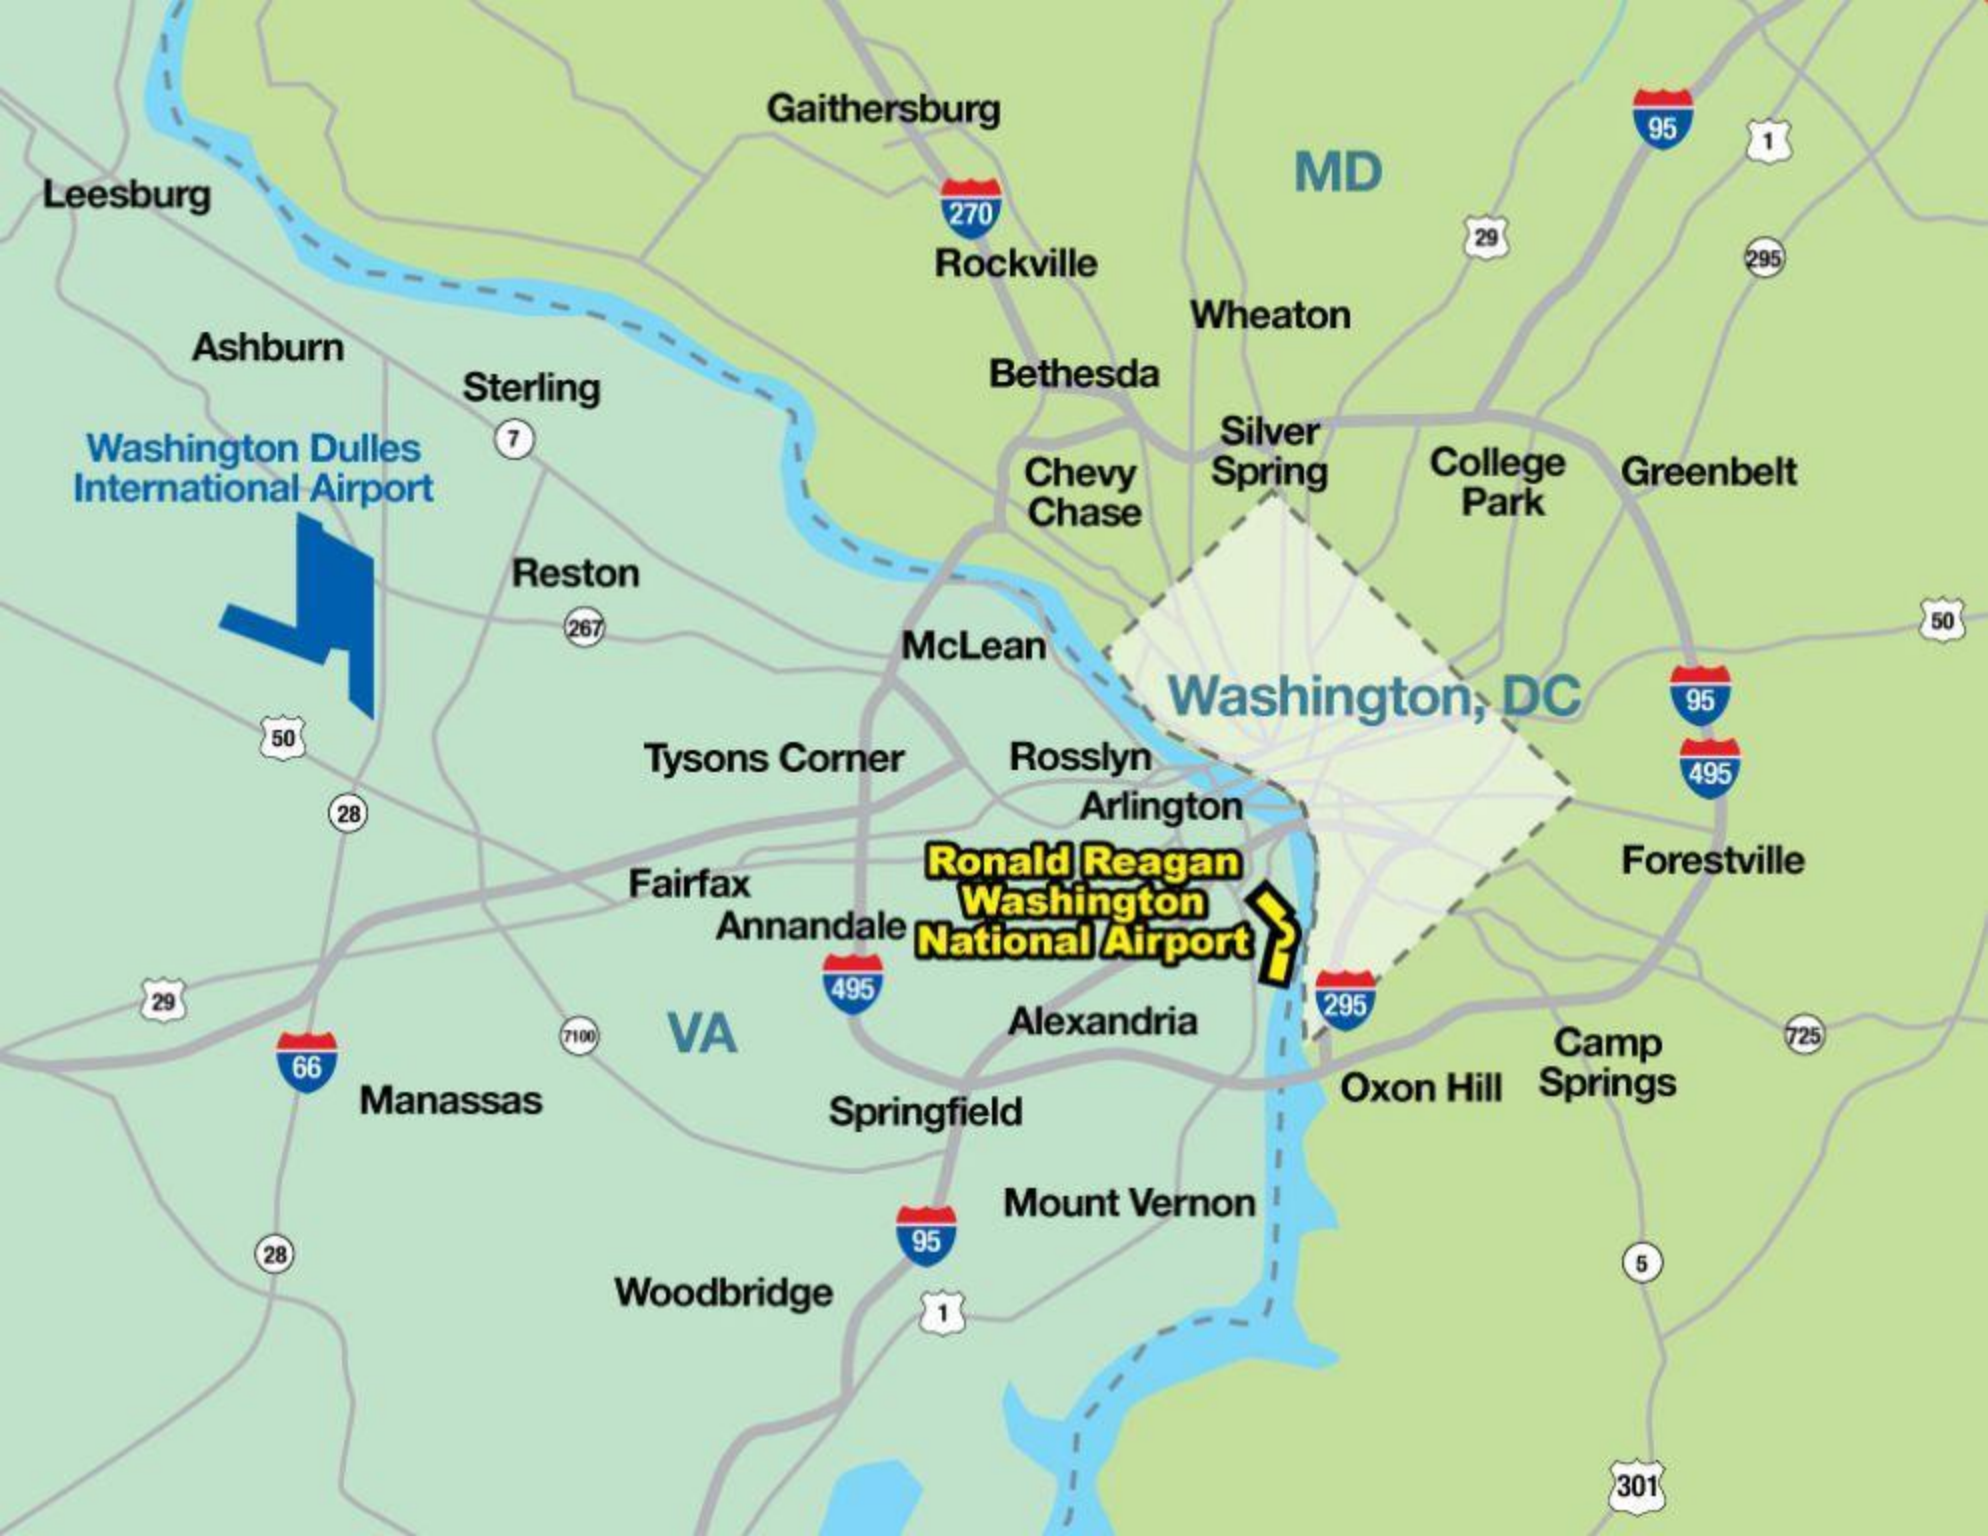 Gaithersburg
MD
95
1
Leesburg
270
29
295
Rockville
Wheaton
Ashburn
Sterling
Bethesda
7
Silver
Spring
Washington Dulles
International Airport
Chevy
Chase
College
Park
Greenbelt
Reston
267
50
McLean
Washington, DC
95
50
Tysons Corner
Rosslyn
495
28
Arlington
Ronald Reagan
Washington
National Airport
Forestville
Fairfax
Annandale
29
495
295
VA
7100
Alexandria
725
66
Camp
Springs
Manassas
Oxon Hill
Springfield
Mount Vernon
95
28
5
Woodbridge
1
301